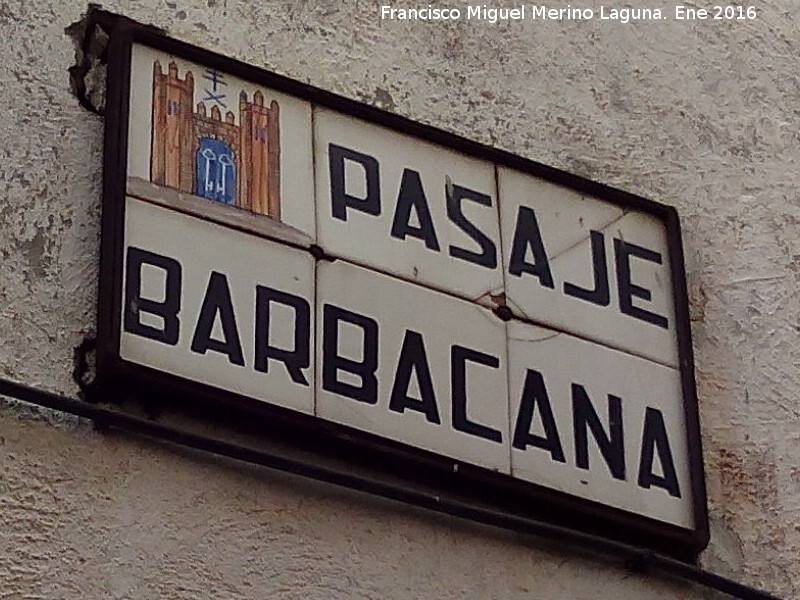 Francisco Miguel Merino Laguna. Ene 2016
PASAJE
BARBACANA